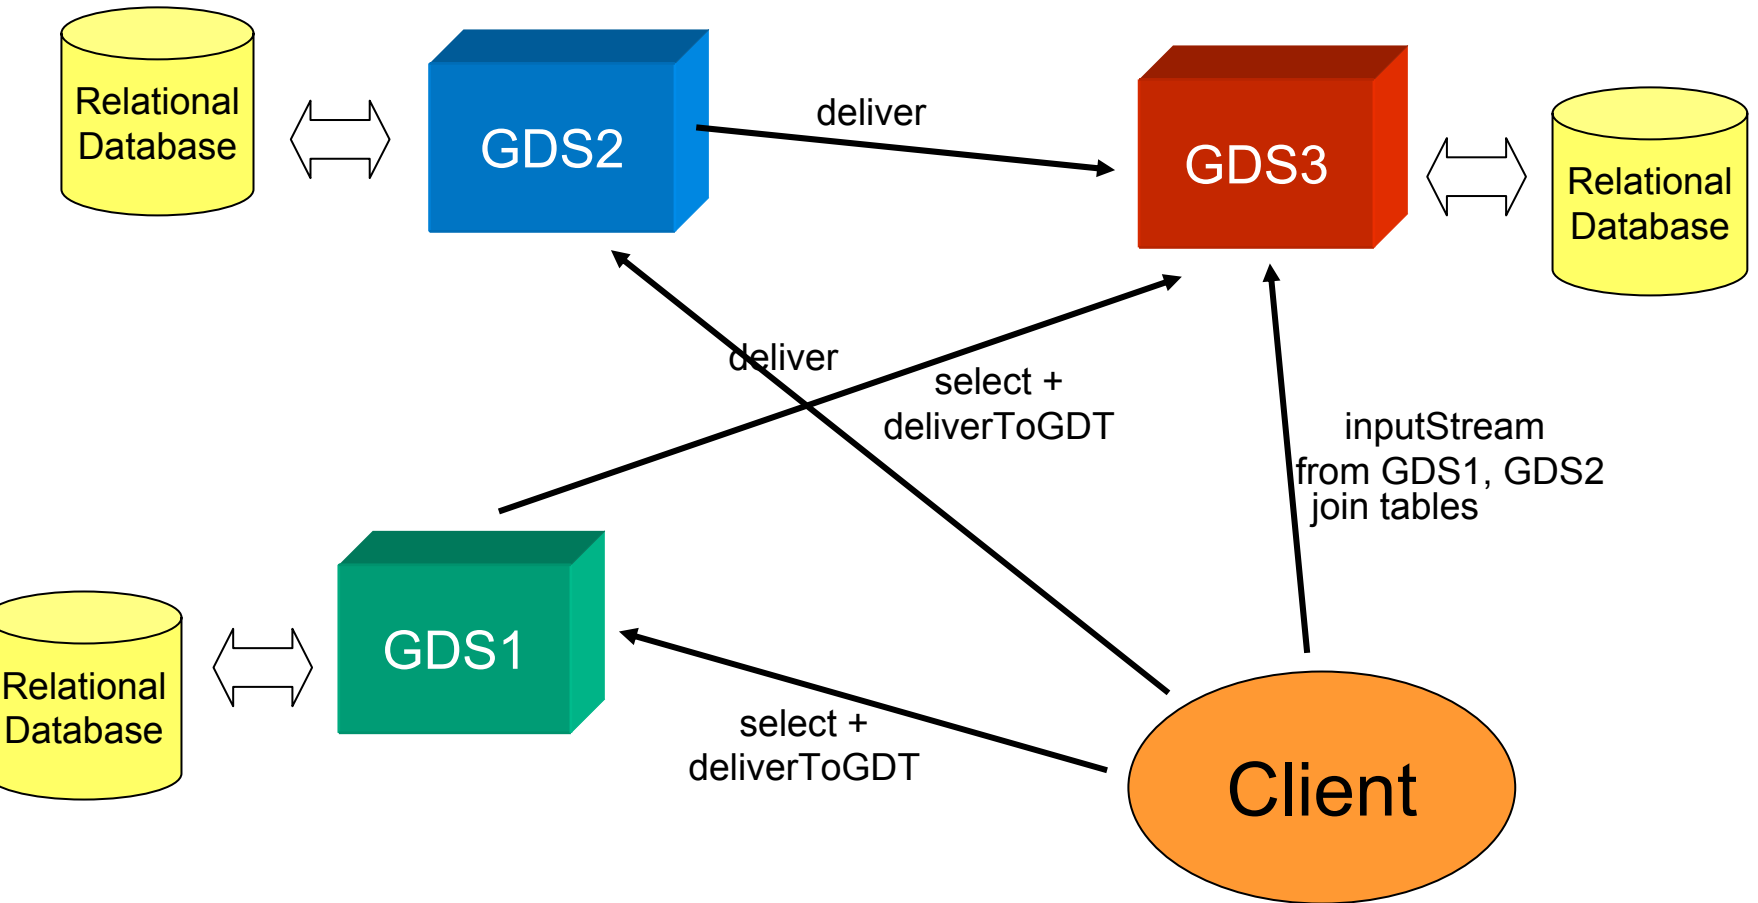 Relational
Database
GDS2
deliver
GDS3
Relational
Database
deliver
select +
deliverToGDT
inputStream
from GDS1, GDS2
join tables
GDS1
Relational
Database
select +
deliverToGDT
Client